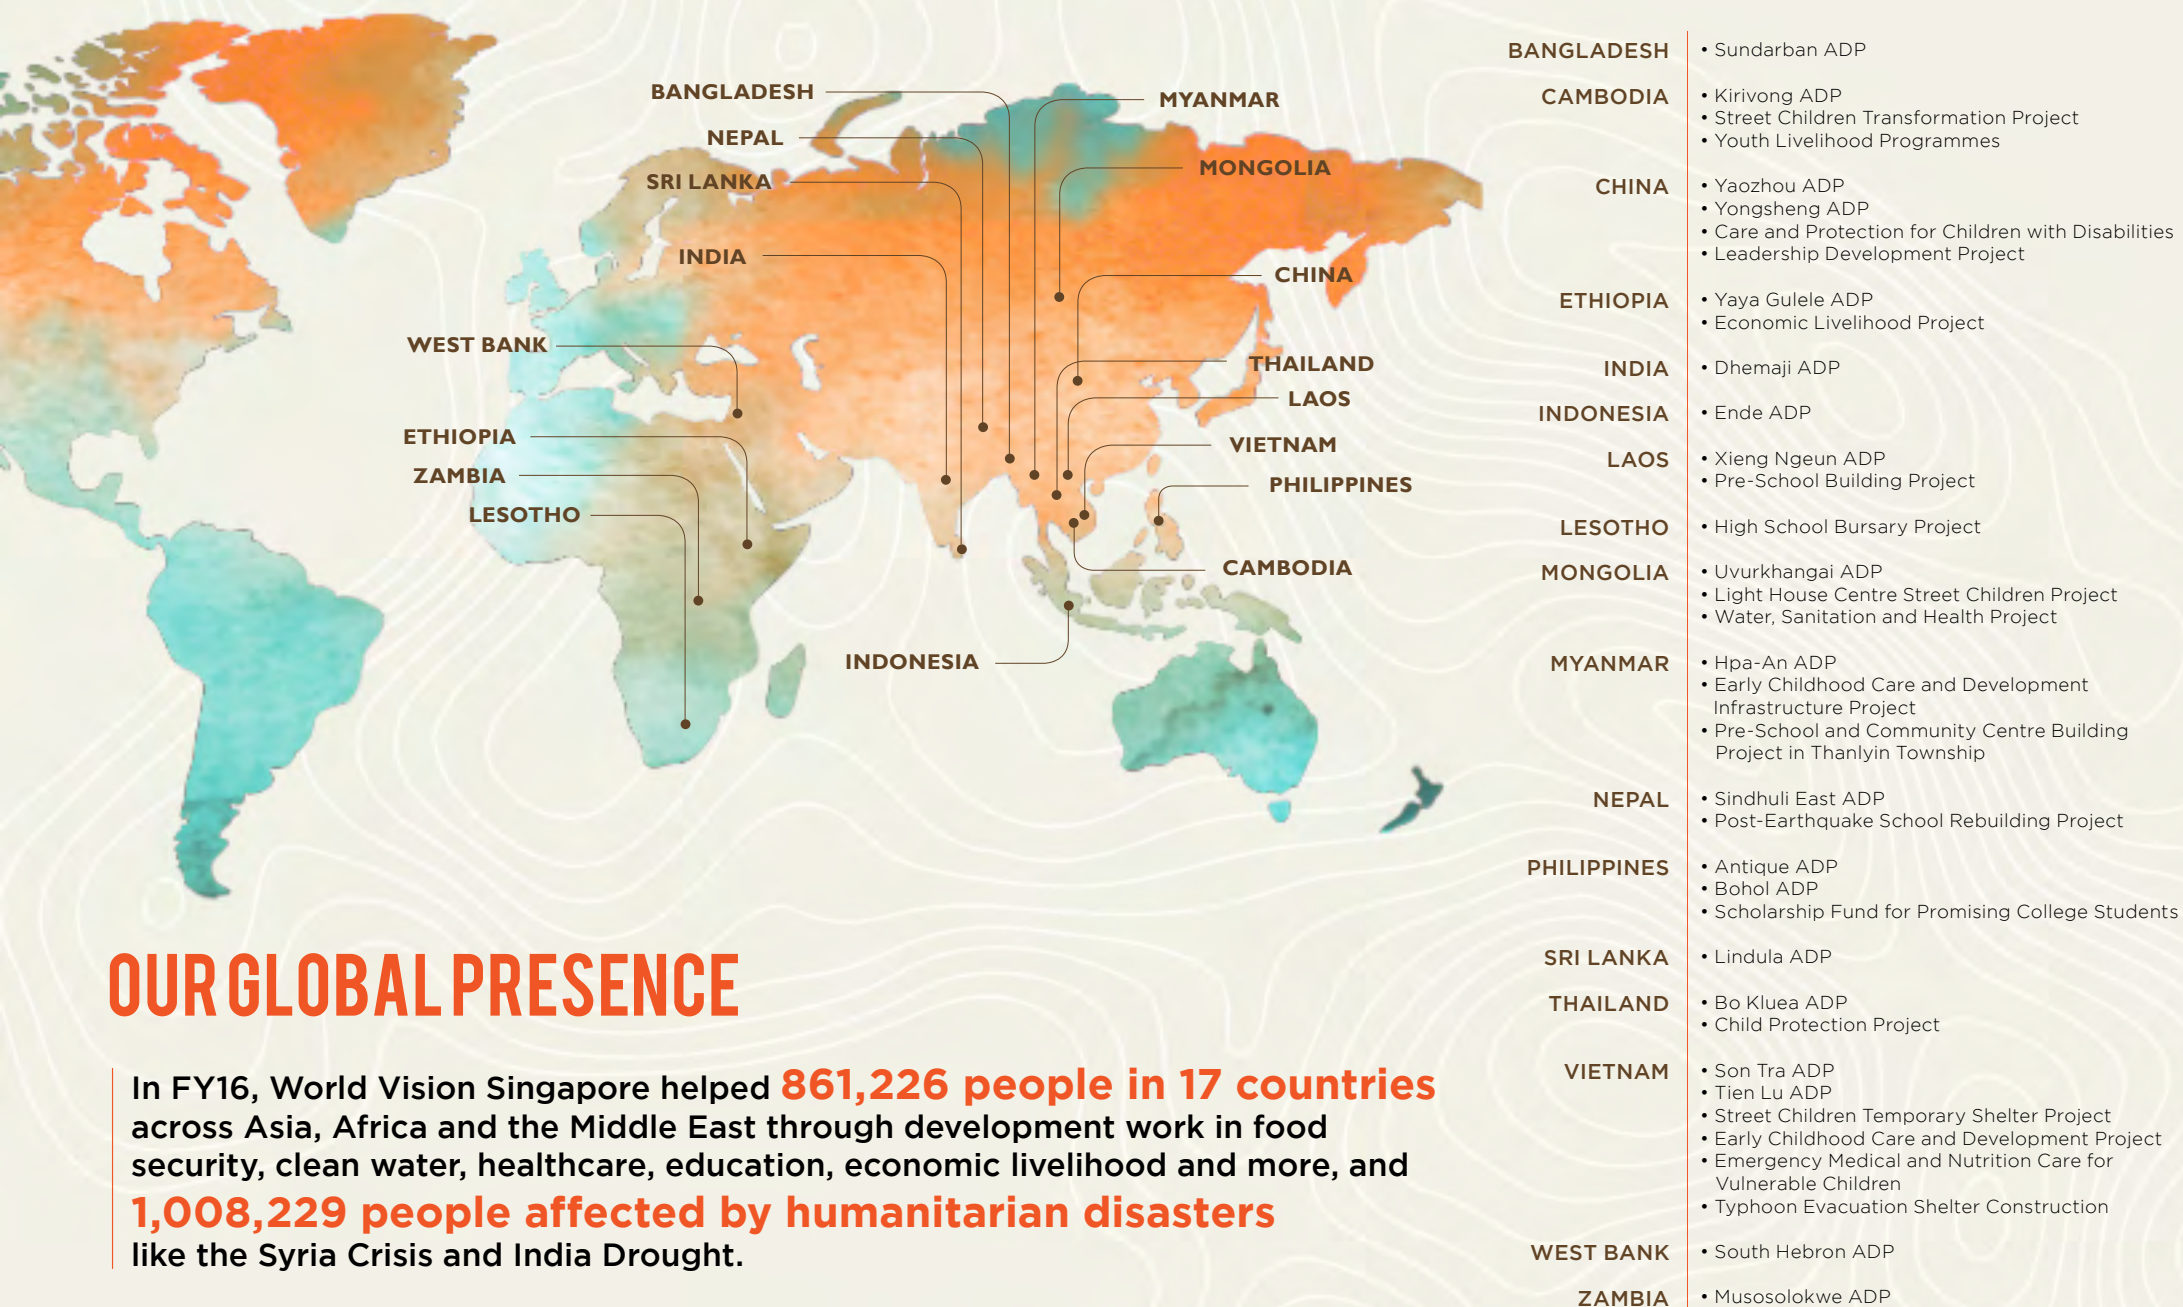 BANGLADESH
NEPAL
SRI LANKA
INDIA
WEST BANK
ETHIOPIA
ZAMBIA
LESOTHO
INDONESIA
MYANMAR
MONGOLIA
CHINA
THAILAND
LAOS
VIETNAM
PHILIPPINES
CAMBODIA
OUR GLOBAL PRESENCE
In FY16, World Vision Singapore helped 861,226 people in 17 countries
across Asia, Africa and the Middle East through development work in food
security, clean water, healthcare, education, economic livelihood and more, and
1,008,229 people affected by humanitarian disasters
like the Syria Crisis and India Drought.
BANGLADESH • Sundarban ADP
CAMBODIA • Kirivong ADP
• Street Children Transformation Project
• Youth Livelihood Programmes
CHINA • Yaozhou ADP
• Yongsheng ADP
• Care and Protection for Children with Disabilities
• Leadership Development Project
ETHIOPIA • Yaya Gulele ADP
• Economic Livelihood Project
INDIA • Dhemaji ADP
INDONESIA • Ende ADP
LAOS • Xieng Ngeun ADP
• Pre-School Building Project
LESOTHO • High School Bursary Project
MONGOLIA • Uvurkhangai ADP
• Light House Centre Street Children Project
• Water, Sanitation and Health Project
MYANMAR • Hpa-An ADP
• Early Childhood Care and Development
Infrastructure Project
• Pre-School and Community Centre Building
Project in Thanlyin Township
NEPAL • Sindhuli East ADP
• Post-Earthquake School Rebuilding Project
PHILIPPINES • Antique ADP
• Bohol ADP
• Scholarship Fund for Promising College Students
SRI LANKA • Lindula ADP
THAILAND • Bo Kluea ADP
• Child Protection Project
VIETNAM • Son Tra ADP
• Tien Lu ADP
• Street Children Temporary Shelter Project
• Early Childhood Care and Development Project
• Emergency Medical and Nutrition Care for
Vulnerable Children
• Typhoon Evacuation Shelter Construction
WEST BANK • South Hebron ADP
ZAMBIA • Musosolokwe ADP